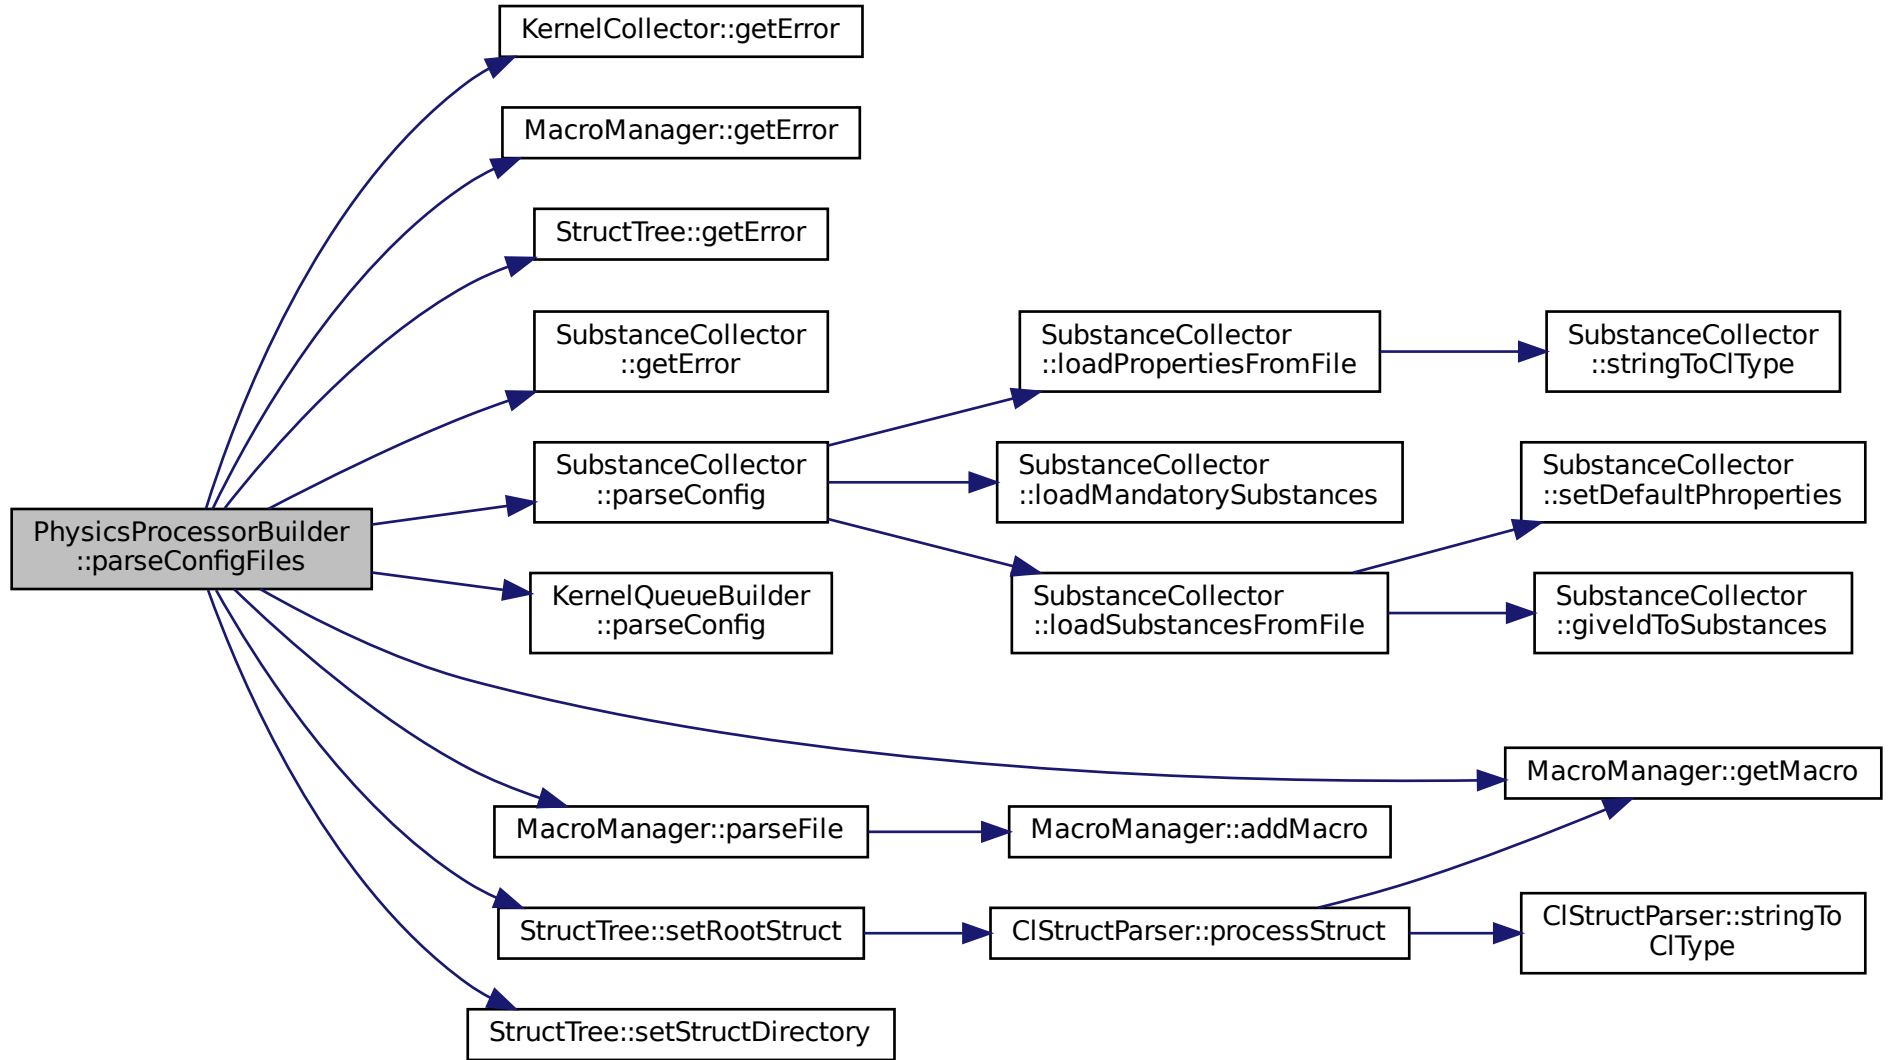 KernelCollector::getError
MacroManager::getError
StructTree::getError
SubstanceCollector
::getError
SubstanceCollector
::loadPropertiesFromFile
SubstanceCollector
::stringToClType
SubstanceCollector
::parseConfig
SubstanceCollector
::loadMandatorySubstances
SubstanceCollector
::setDefaultPhroperties
PhysicsProcessorBuilder
::parseConfigFiles
KernelQueueBuilder
::parseConfig
SubstanceCollector
::loadSubstancesFromFile
SubstanceCollector
::giveIdToSubstances
MacroManager::getMacro
MacroManager::parseFile
MacroManager::addMacro
StructTree::setRootStruct
ClStructParser::processStruct
ClStructParser::stringTo
ClType
StructTree::setStructDirectory